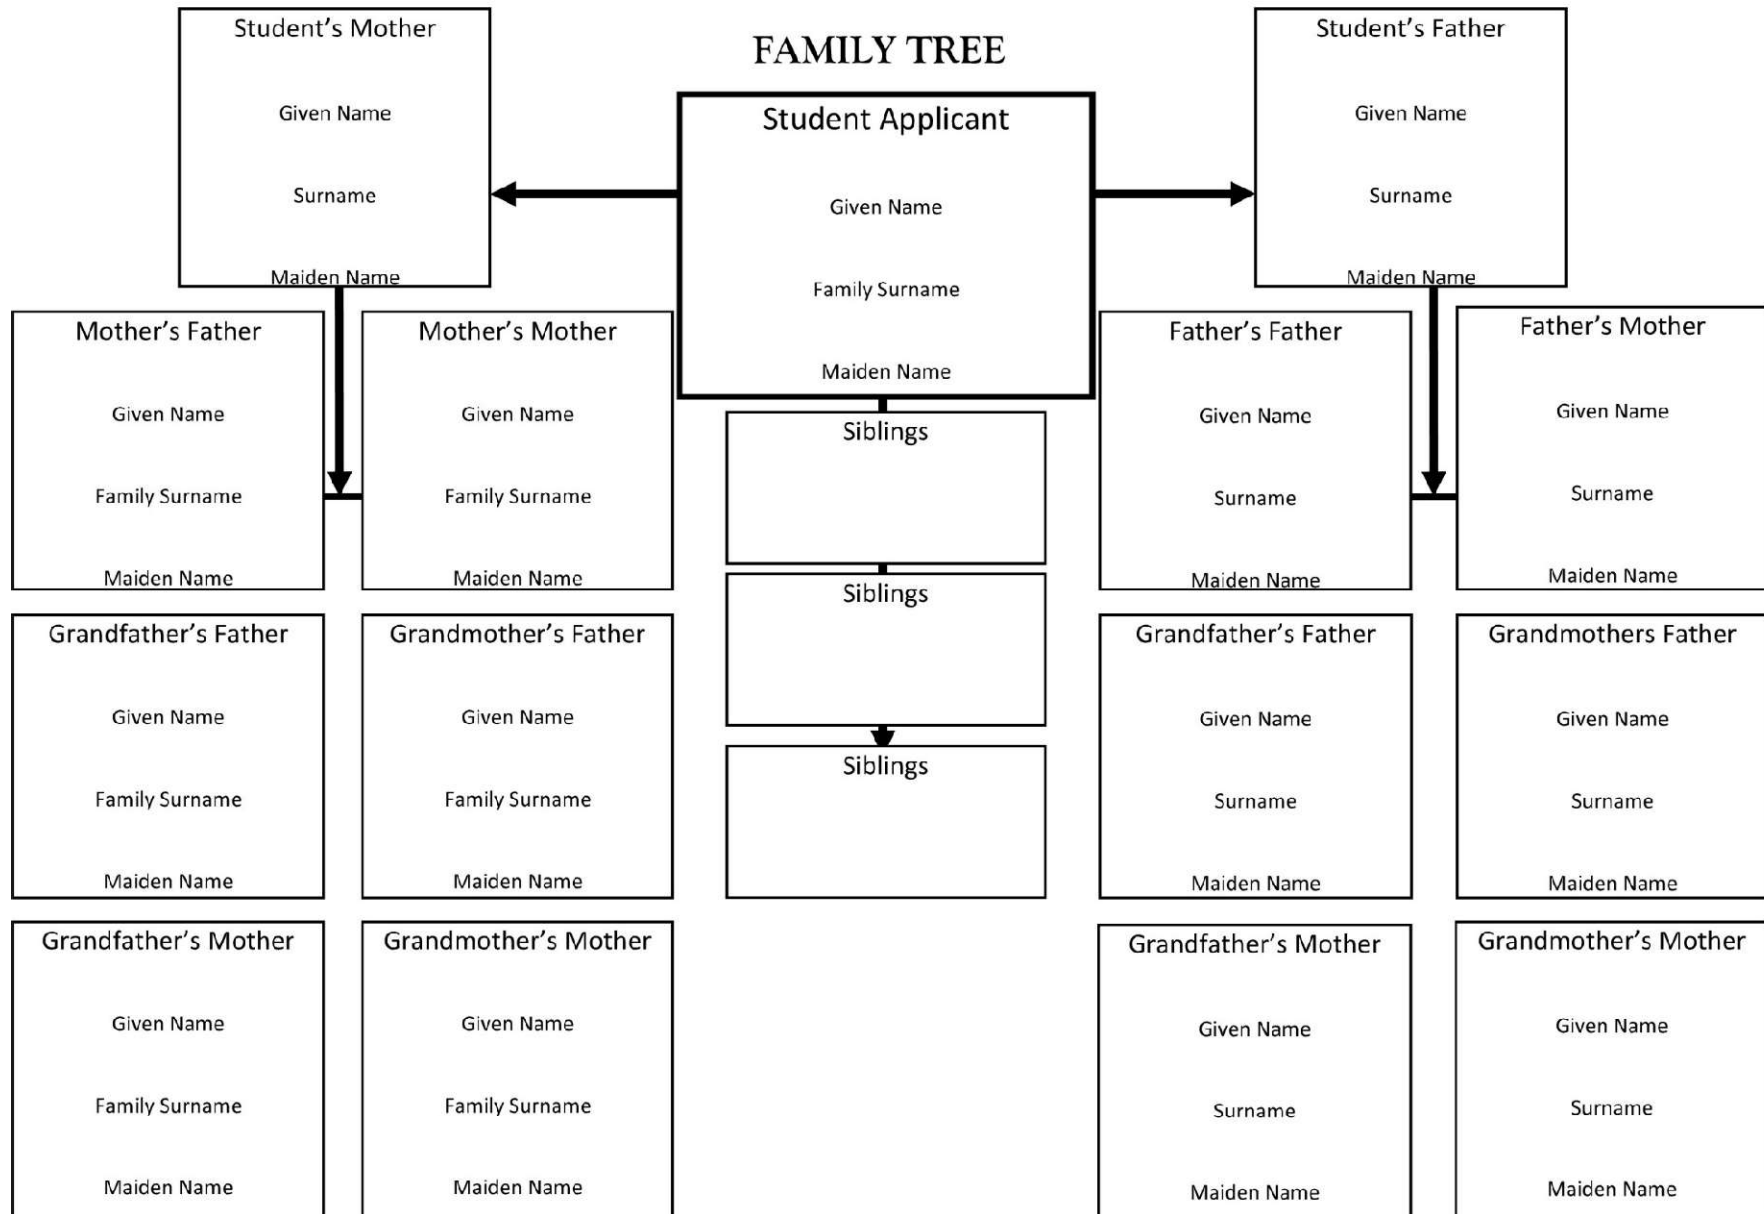 FAMILY TREE
Student's Mother
Given Name
Surname
Maiden Name
Student Applicant
Given Name
Family Surname
Maiden Name
Student's Father
Given Name
Surname
Maiden Name
Mother's Father
Given Name
Family Surname
Maiden Name
Mother's Mother
Given Name
Family Surname
Maiden Name
Siblings
Siblings
Siblings
Father's Father
Given Name
Surname
Maiden Name
Father's Mother
Given Name
Surname
Maiden Name
Grandfather's Father
Given Name
Family Surname
Maiden Name
Grandmother's Father
Given Name
Family Surname
Maiden Name
Grandfather's Father
Given Name
Surname
Maiden Name
Grandmothers Father
Given Name
Surname
Maiden Name
Grandfather's Mother
Given Name
Family Surname
Maiden Name
Grandmother's Mother
Given Name
Family Surname
Maiden Name
Grandfather's Mother
Given Name
Surname
Maiden Name
Grandmother's Mother
Given Name
Surname
Maiden Name